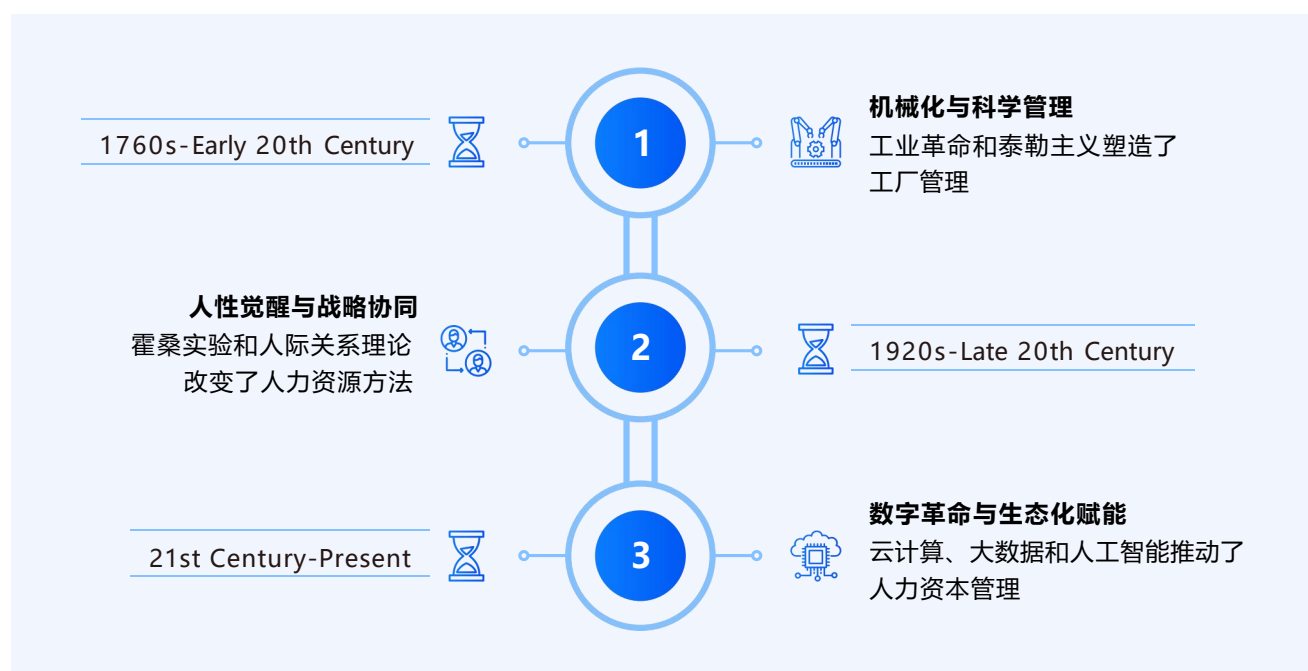 1760s-Early 20th Century
1
机械化与科学管理
工业革命和泰勒主义塑造了
工厂管理
人性觉醒与战略协同
霍桑实验和人际关系理论
改变了人力资源方法
2
1920s-Late 20th Century
21st Century-Present
3
数字革命与生态化赋能
云计算、大数据和人工智能推动了
人力资本管理